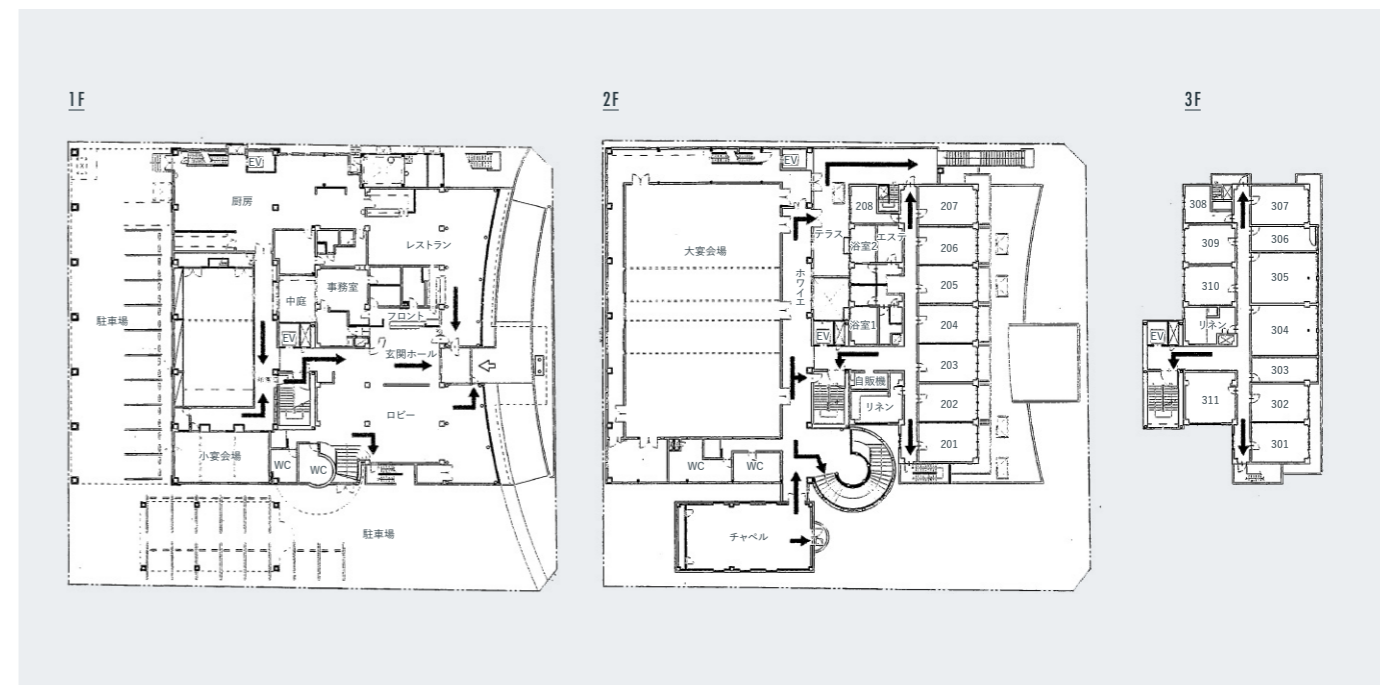 1F
EV
厨房
レストラン
中庭
事務室
フロント
駐車場
EV
玄関ホール
ロビー
小宴会場
WC
WC
駐車場
2F
EV
208
207
テラス
浴室2
エステ
206
大宴会場
ホワイエ
205
浴室1
204
EV
203
自販機
リネン
202
201
WC
WC
チャペル
3F
308
307
309
306
310
305
リネン
304
EV
303
311
302
301